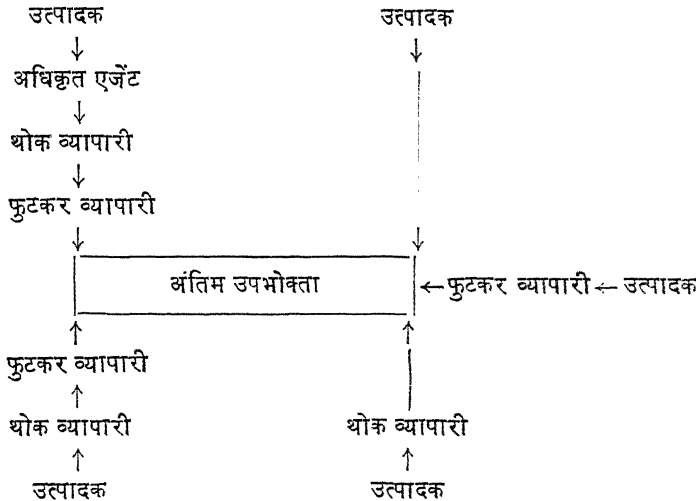 उत्पादक उत्पादक
अधिकृत एजेंट
थोक व्यापारी
फुटकर व्यापारी
अंतिम उपभोक्ता ←फुटकर व्यापारी← उत्पादक
फुटकर व्यापारी
थोक व्यापारी थोक व्यापारी
उत्पादक उत्पादक